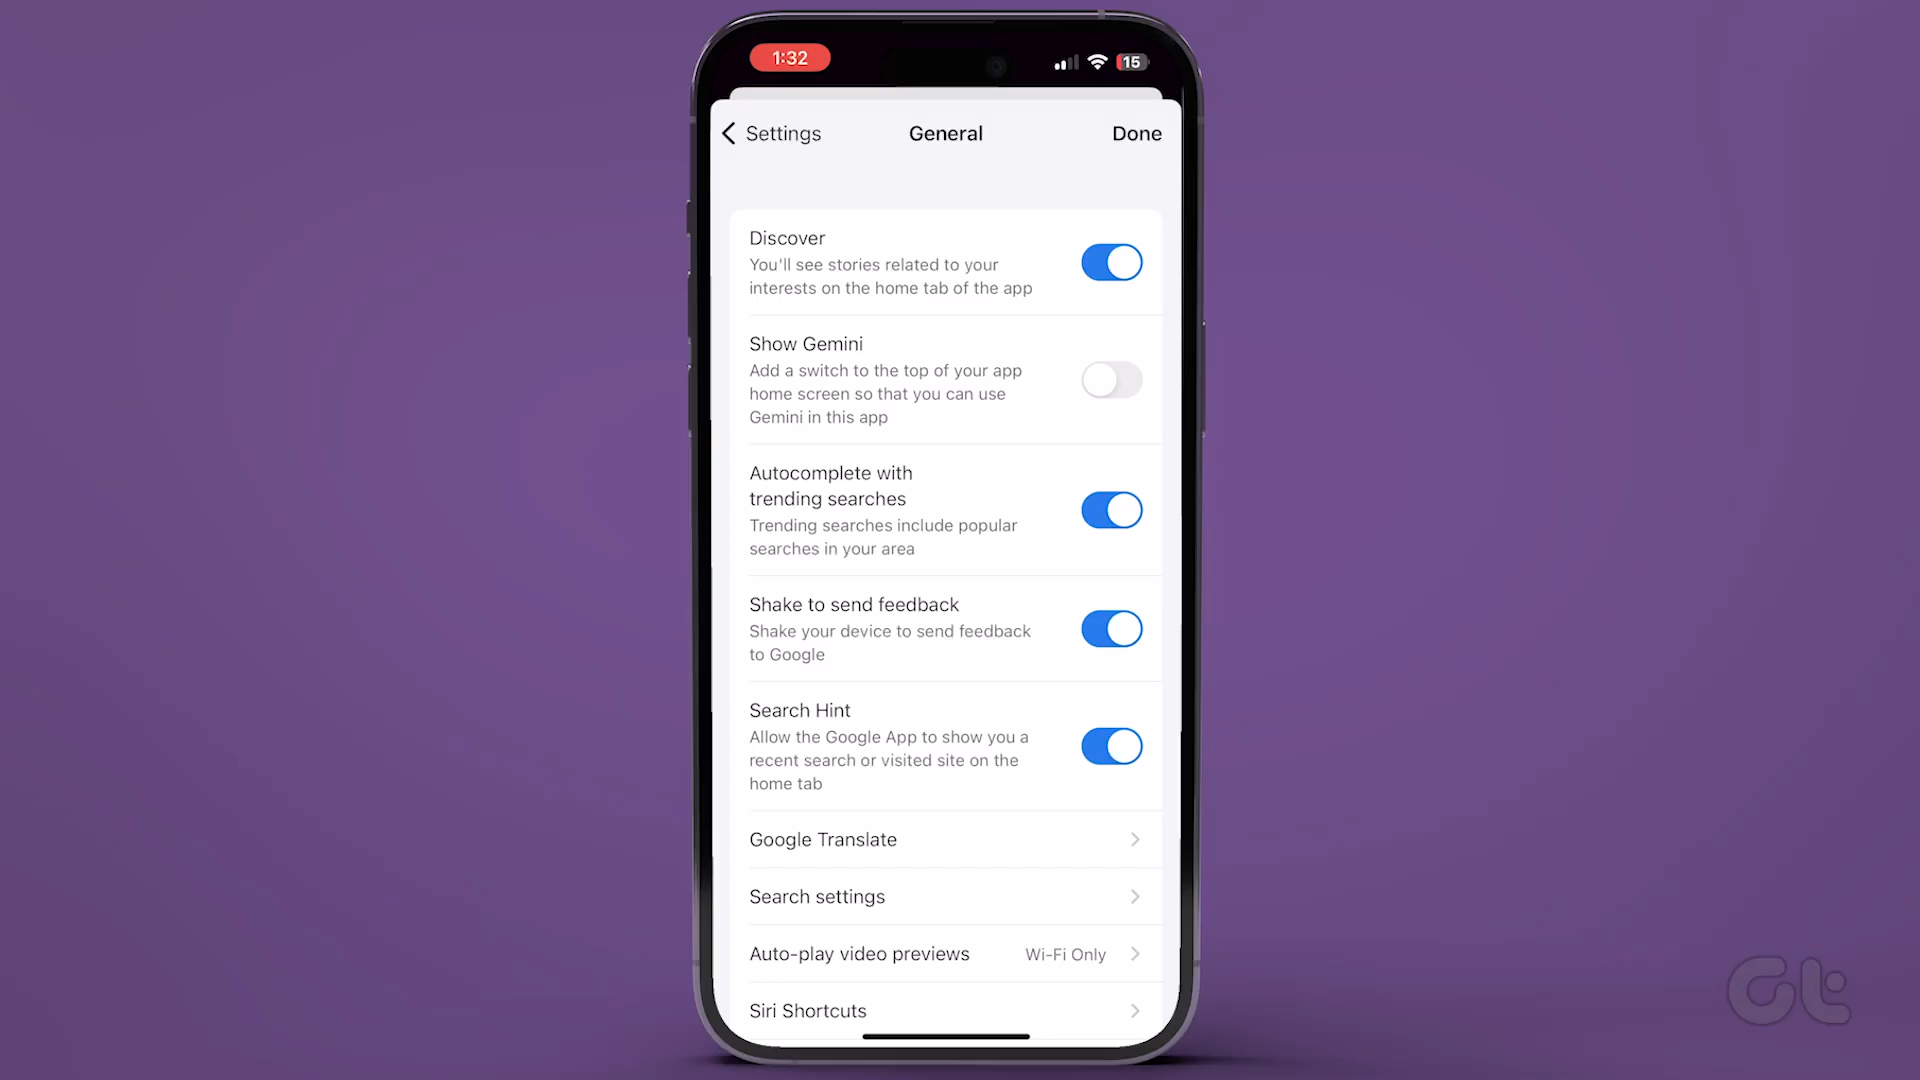 1:32
15
Settings
General
Done
Discover
You'll see stories related to your
interests on the home tab of the app
Show Gemini
Add a switch to the top of your app
home screen so that you can use
Gemini in this app
Autocomplete with
trending searches
Trending searches include popular
searches in your area
Shake to send feedback
Shake your device to send feedback
to Google
Search Hint
Allow the Google App to show you a
recent search or visited site on the
home tab
Google Translate
Search settings
Auto-play video previews
Wi-Fi Only
Siri Shortcuts
Gt